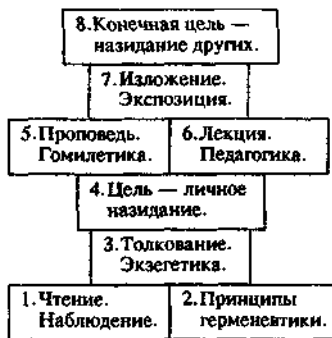 8.Конечная цель —
назидание других.
7.Изложение.
Экспозиция.
5.Проповедь.
Гомилетика.
6.Лекция.
Педагогика.
4.Цель — личное
назидание.
3.Толкование.
Экзегетика.
1.Чтение.
Наблюдение.
2.Принципы
герменевтики.